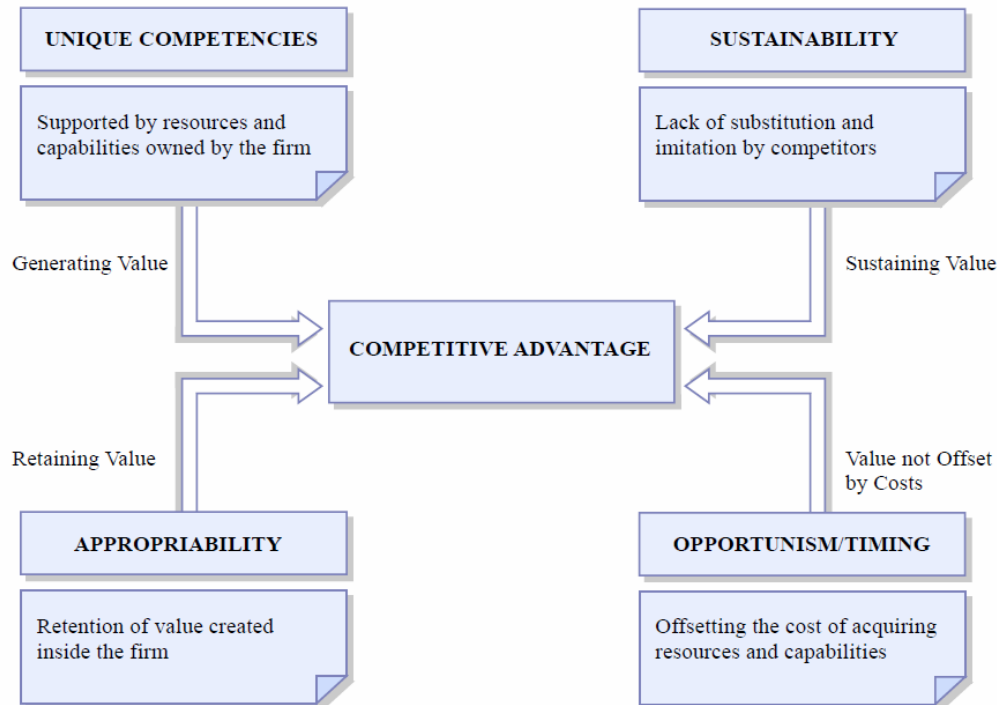 UNIQUE COMPETENCIES
Supported by resources and
capabilities owned by the firm
Generating Value
SUSTAINABILITY
Lack of substitution and
imitation by competitors
Sustaining Value
COMPETITIVE ADVANTAGE
Retaining Value
APPROPRIABILITY
Retention of value created
inside the firm
Value not Offset
by Costs
OPPORTUNISM/TIMING
Offsetting the cost of acquiring
resources and capabilities